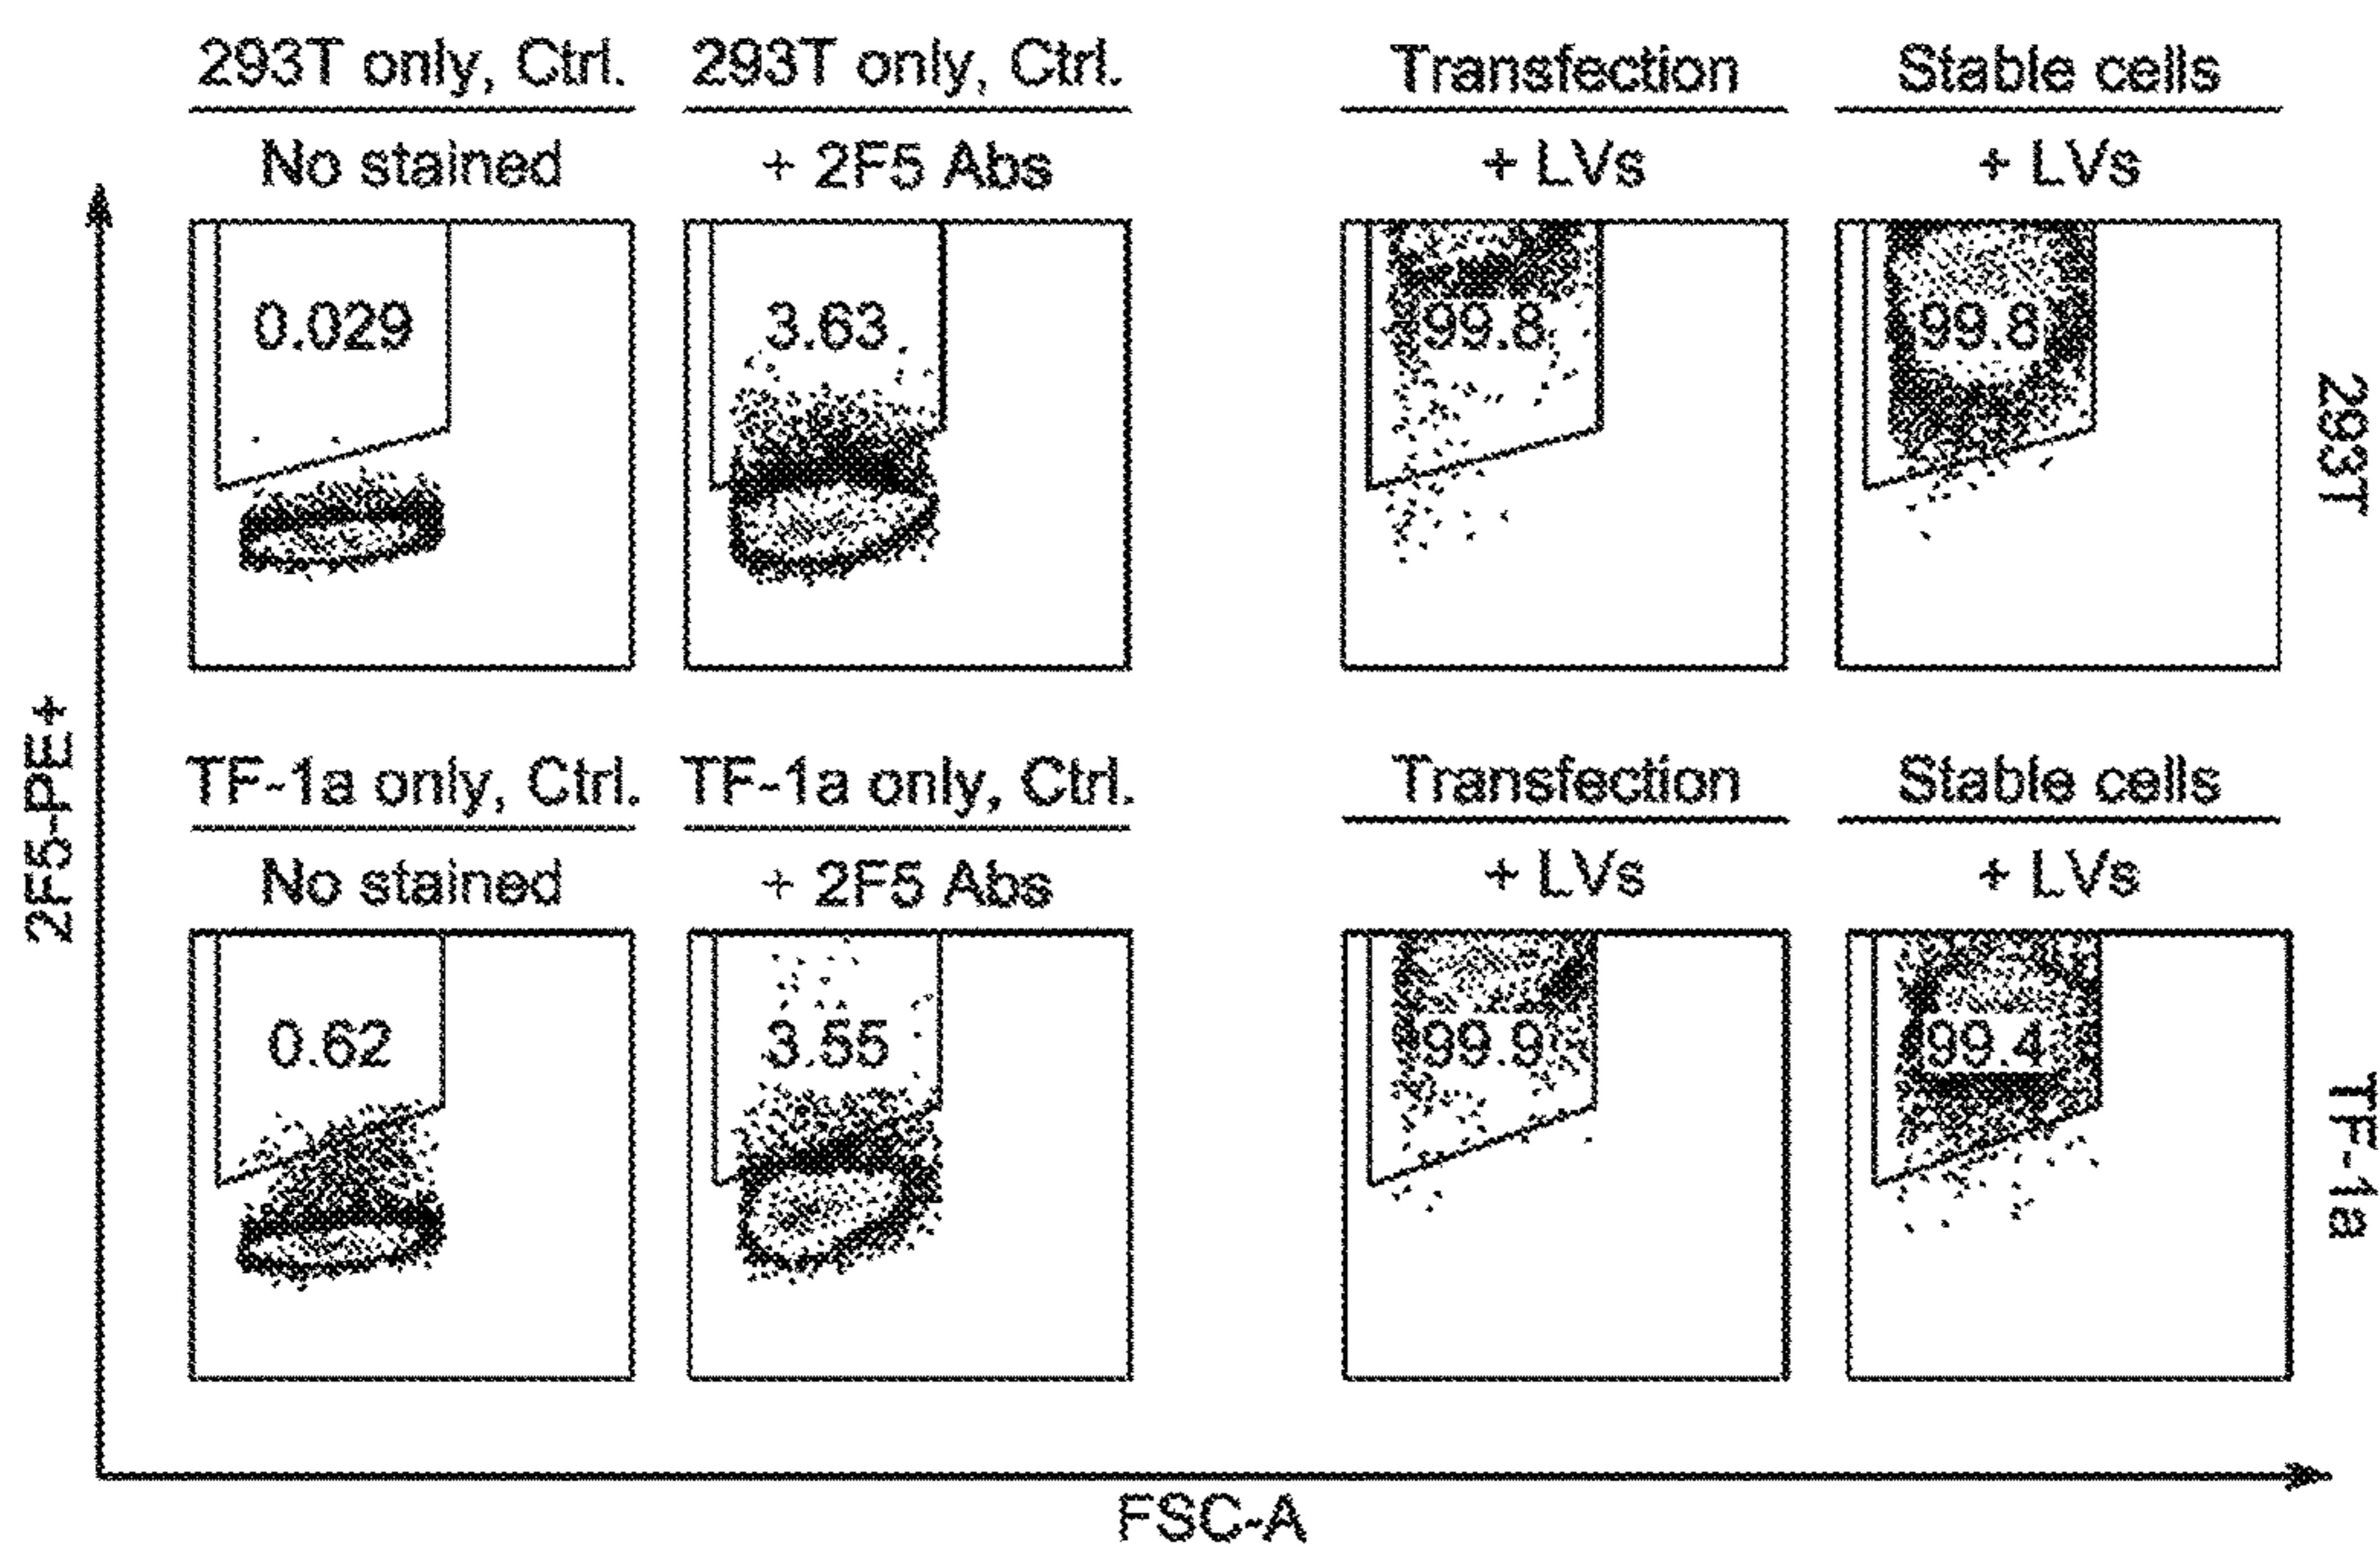 293T only, Ctrl.
No stained
0.029
293T only, Ctrl.
+ 2F5 Abs
3.63
Transfection
+ LVs
99.8
Stable cells
+ LVs
99.8
293T
TF-1a only, Ctrl.
No stained
0.62
TF-1a only, Ctrl.
+ 2F5 Abs
3.55
Transfection
+ LVs
99.9
Stable cells
+ LVs
99.4
TF-1a
2F5-PE+
FSC-A